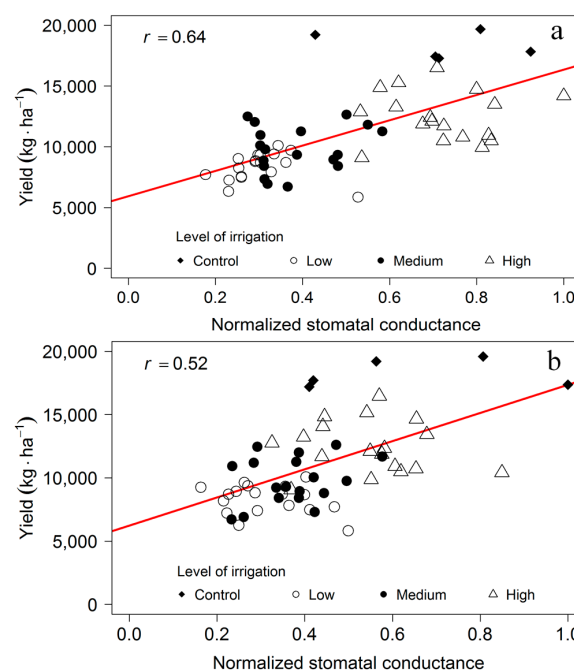 a
r = 0.64
20,000
15,000
10,000
5,000
0
Yield (kg·ha⁻¹)
Level of irrigation
Control Low Medium High
0.0 0.2 0.4 0.6 0.8 1.0
Normalized stomatal conductance
b
r = 0.52
20,000
15,000
10,000
5,000
0
Yield (kg·ha⁻¹)
Level of irrigation
Control Low Medium High
0.0 0.2 0.4 0.6 0.8 1.0
Normalized stomatal conductance